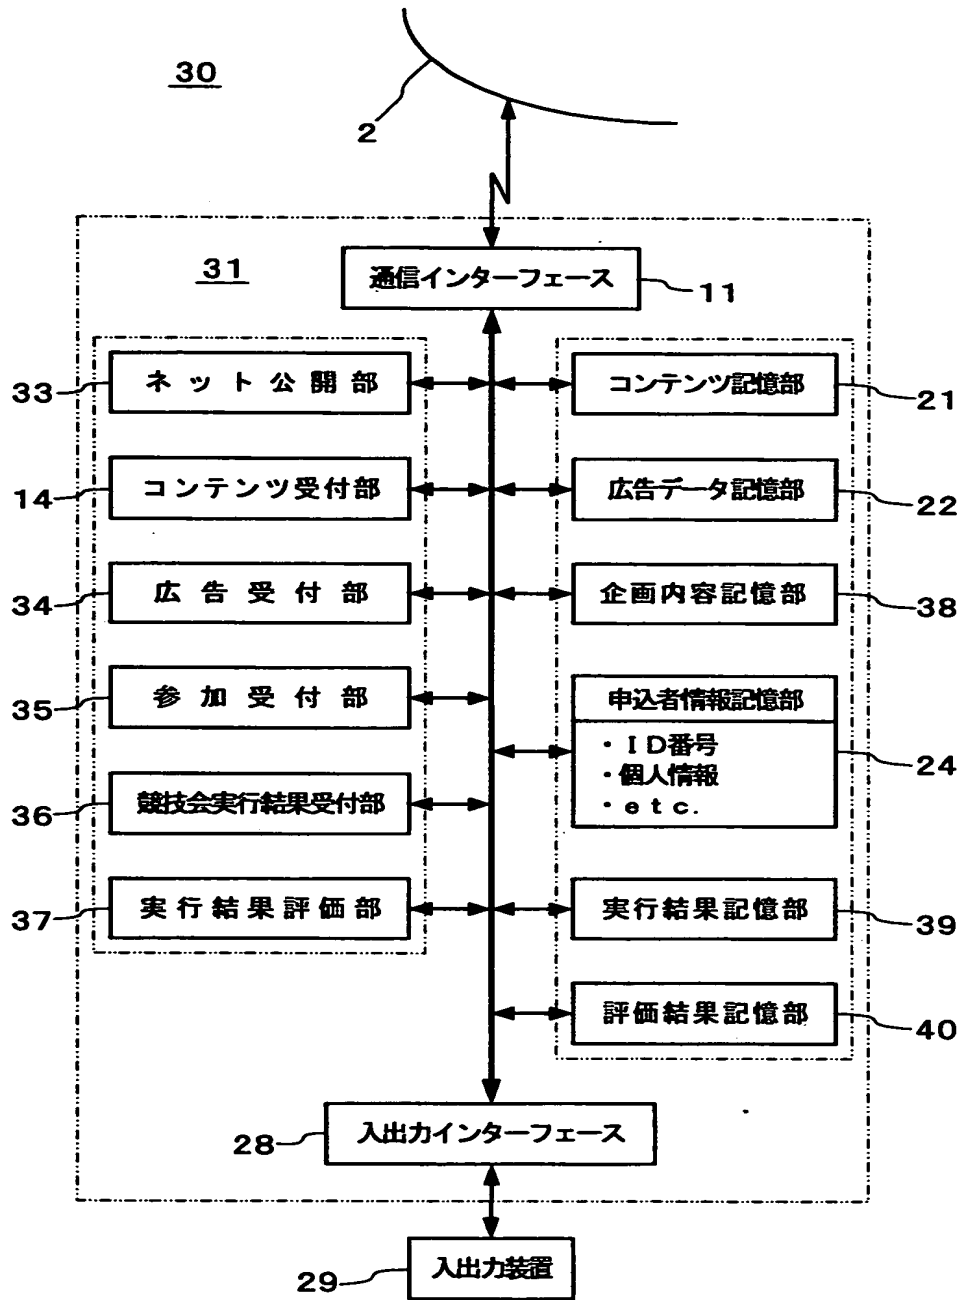 30
2
31
通信インターフェース
11
33
ネット公開部
コンテンツ記憶部
21
14
コンテンツ受付部
広告データ記憶部
22
34
広告受付部
企画内容記憶部
38
35
参加受付部
申込者情報記憶部
・ID番号
・個人情報
・etc.
24
36
競技会実行結果受付部
37
実行結果評価部
実行結果記憶部
39
評価結果記憶部
40
28
入出力インターフェース
29
入出力装置